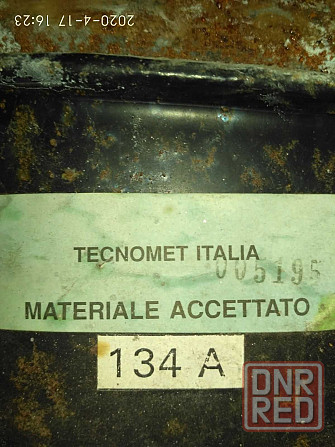 2020-4-17 16:23
TECNOMET ITALIA
005195
MATERIALE ACCETTATO
134 A
DNR
RED